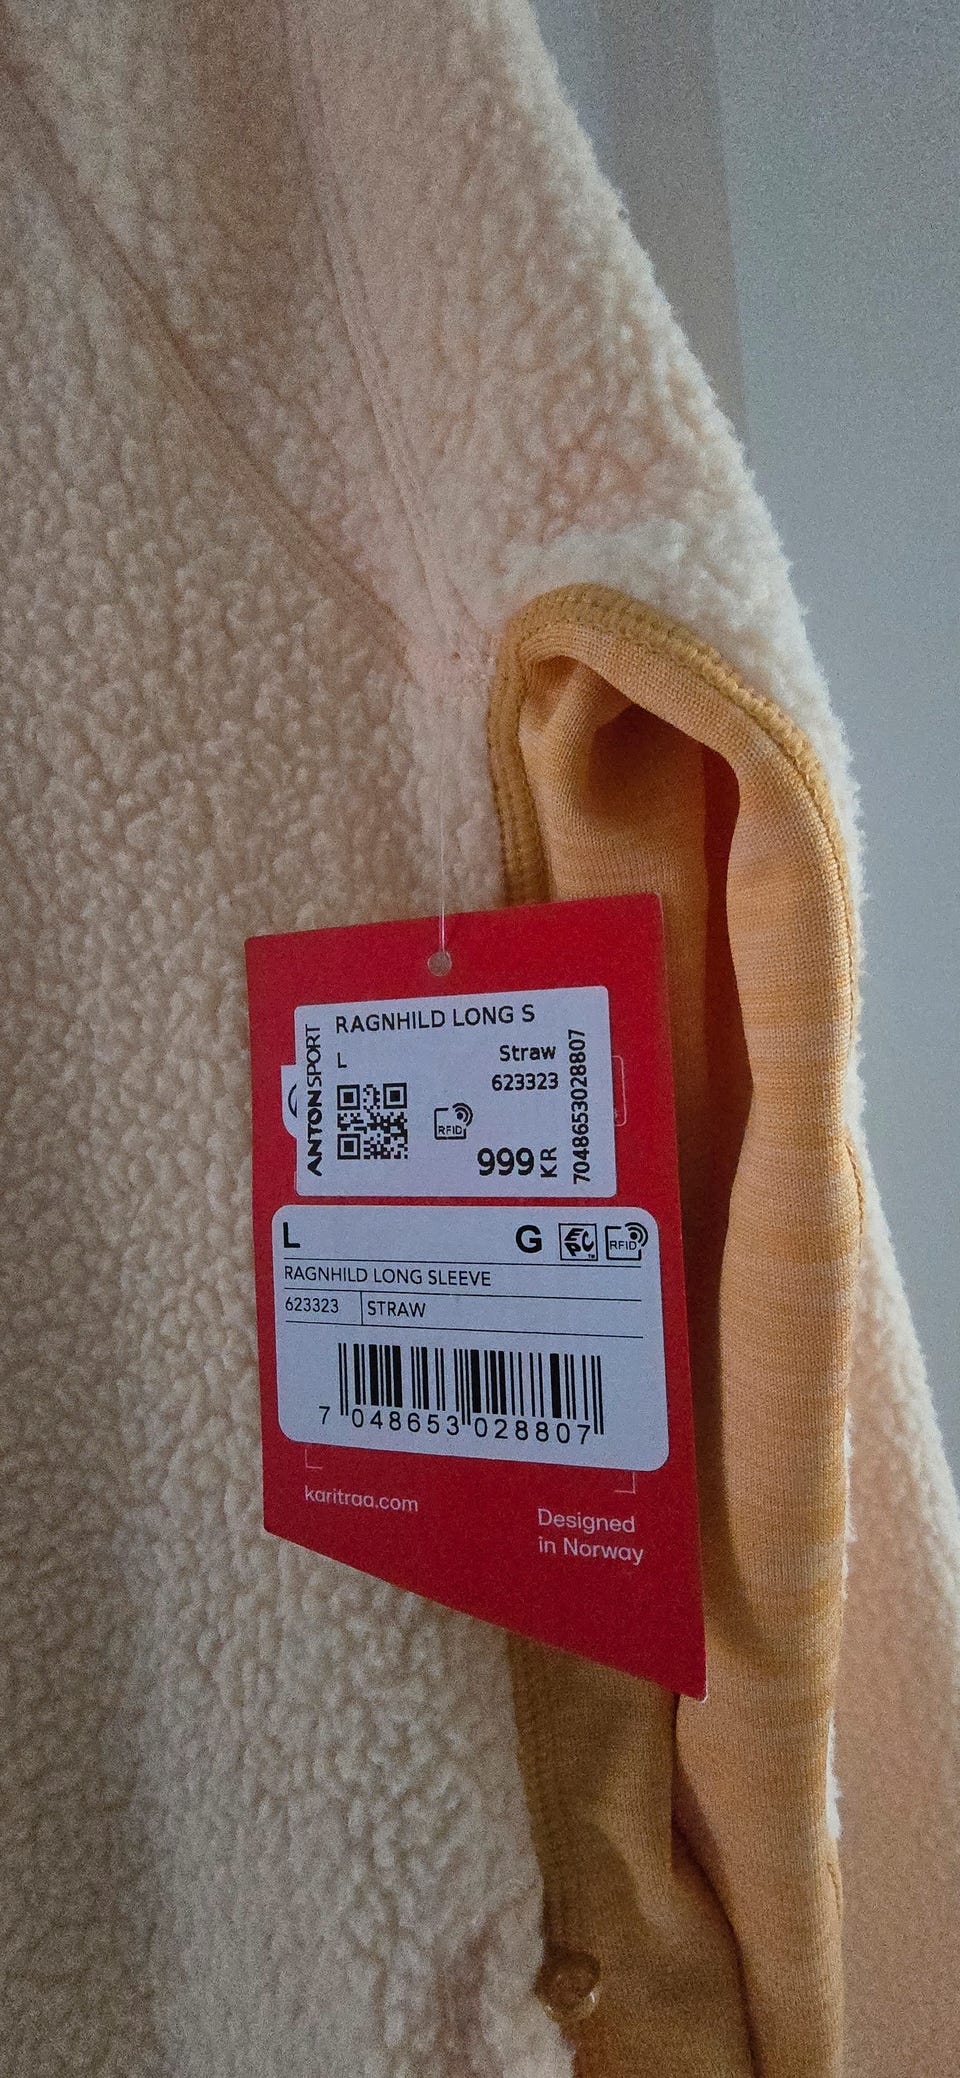 ANTON SPORT
RAGNHILD LONG S
L
Straw
623323
RFID
999 KR
7048653028807
L
G EPC RFID
RAGNHILD LONG SLEEVE
623323 STRAW
7 048653 028807
karitraa.com
Designed
in Norway